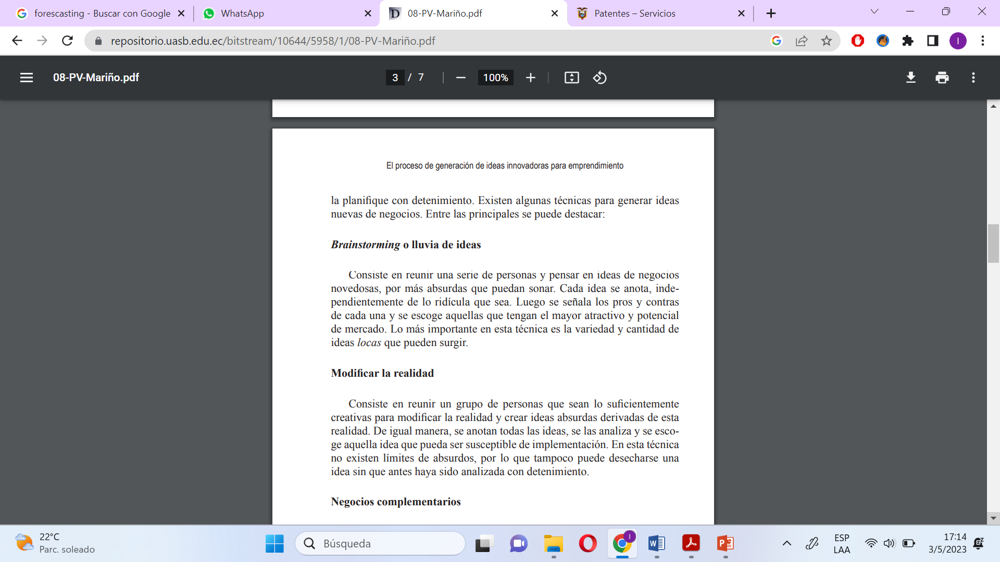 forescasting - Buscar con Google
WhatsApp
08-PV-Mariño.pdf
Patentes – Servicios
repositorio.uasb.edu.ec/bitstream/10644/5958/1/08-PV-Mariño.pdf
I
08-PV-Mariño.pdf
3 / 7
100%
El proceso de generación de ideas innovadoras para emprendimiento
la planifique con detenimiento. Existen algunas técnicas para generar ideas
nuevas de negocios. Entre las principales se puede destacar:
Brainstorming o lluvia de ideas
Consiste en reunir una serie de personas y pensar en ideas de negocios
novedosas, por más absurdas que puedan sonar. Cada idea se anota, inde-
pendientemente de lo ridícula que sea. Luego se señala los pros y contras
de cada una y se escoge aquellas que tengan el mayor atractivo y potencial
de mercado. Lo más importante en esta técnica es la variedad y cantidad de
ideas locas que pueden surgir.
Modificar la realidad
Consiste en reunir un grupo de personas que sean lo suficientemente
creativas para modificar la realidad y crear ideas absurdas derivadas de esta
realidad. De igual manera, se anotan todas las ideas, se las analiza y se esco-
ge aquella idea que pueda ser susceptible de implementación. En esta técnica
no existen límites de absurdos, por lo que tampoco puede desecharse una
idea sin que antes haya sido analizada con detenimiento.
Negocios complementarios
22°C
Parc. soleado
Búsqueda
ESP
LAA
17:14
3/5/2023